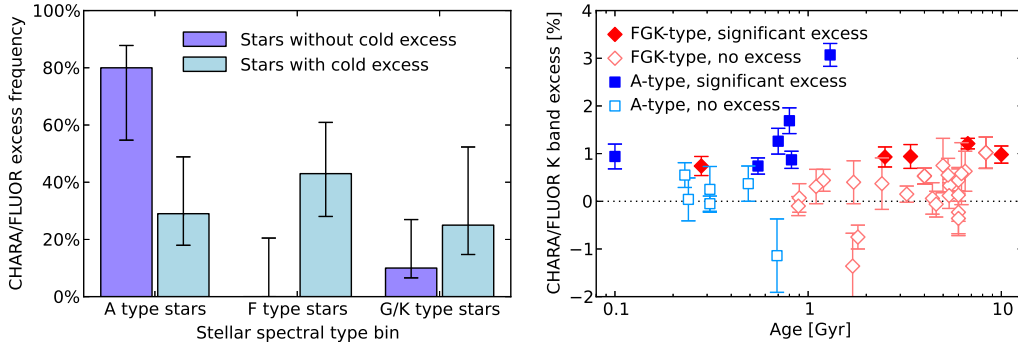 CHARA/FLUOR excess frequency
100%
80%
60%
40%
20%
0%
Stars without cold excess
Stars with cold excess
A type stars
F type stars
G/K type stars
Stellar spectral type bin
CHARA/FLUOR K band excess [%]
4
3
2
1
0
−1
−2
FGK-type, significant excess
FGK-type, no excess
A-type, significant excess
A-type, no excess
0.1
1
10
Age [Gyr]